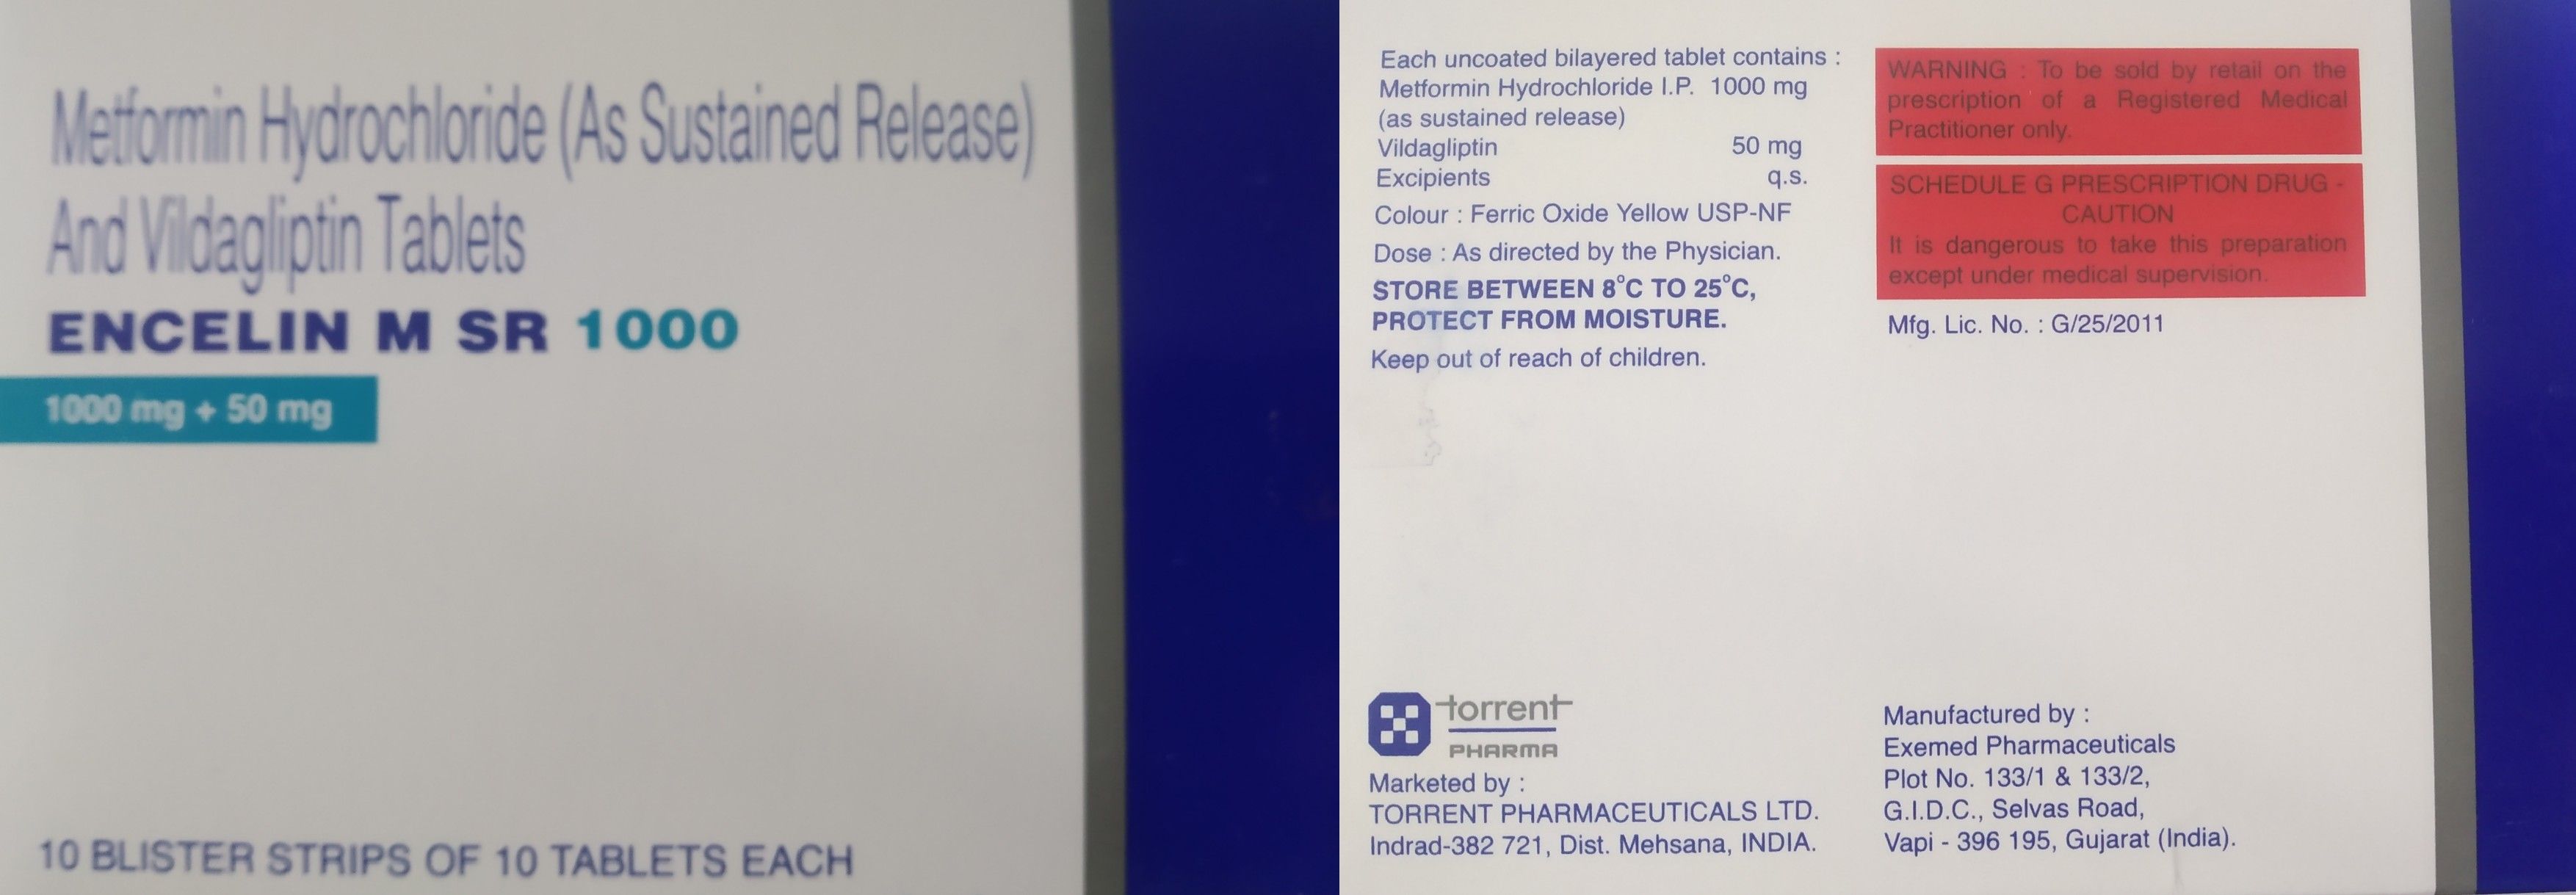 Metformin Hydrochloride (As Sustained Release)
And Vildagliptin Tablets
ENCELIN M SR 1000
1000 mg + 50 mg
10 BLISTER STRIPS OF 10 TABLETS EACH
Each uncoated bilayered tablet contains :
Metformin Hydrochloride I.P. 1000 mg
(as sustained release)
Vildagliptin 50 mg
Excipients q.s.
Colour : Ferric Oxide Yellow USP-NF
Dose : As directed by the Physician.
STORE BETWEEN 8°C TO 25°C,
PROTECT FROM MOISTURE.
Keep out of reach of children.
WARNING : To be sold by retail on the
prescription of a Registered Medical
Practitioner only.
SCHEDULE G PRESCRIPTION DRUG -
CAUTION
It is dangerous to take this preparation
except under medical supervision.
Mfg. Lic. No. : G/25/2011
torrent
PHARMA
Marketed by :
TORRENT PHARMACEUTICALS LTD.
Indrad-382 721, Dist. Mehsana, INDIA.
Manufactured by :
Exemed Pharmaceuticals
Plot No. 133/1 & 133/2,
G.I.D.C., Selvas Road,
Vapi - 396 195, Gujarat (India).